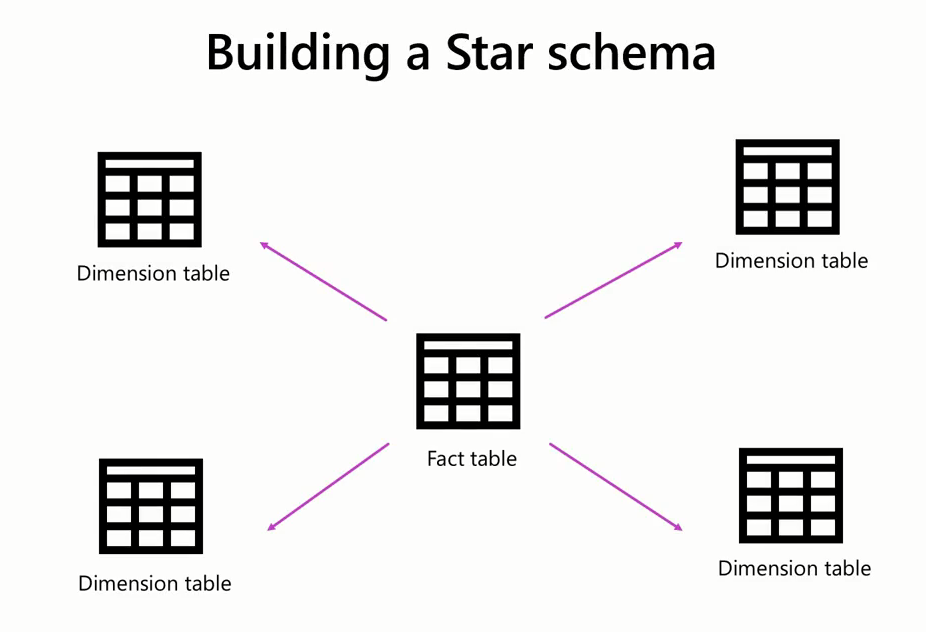 Building a Star schema
Dimension table
Dimension table
Fact table
Dimension table
Dimension table